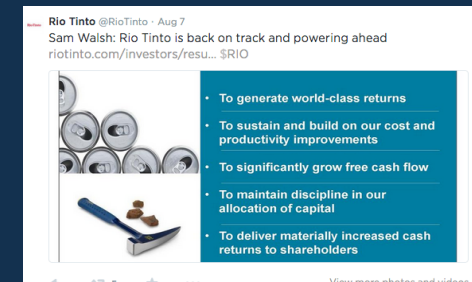 Rio Tinto @RioTinto · Aug 7
Sam Walsh: Rio Tinto is back on track and powering ahead
riotinto.com/investors/resu... $RIO
• To generate world-class returns
• To sustain and build on our cost and
productivity improvements
• To significantly grow free cash flow
• To maintain discipline in our
allocation of capital
• To deliver materially increased cash
returns to shareholders
View more photos and videos